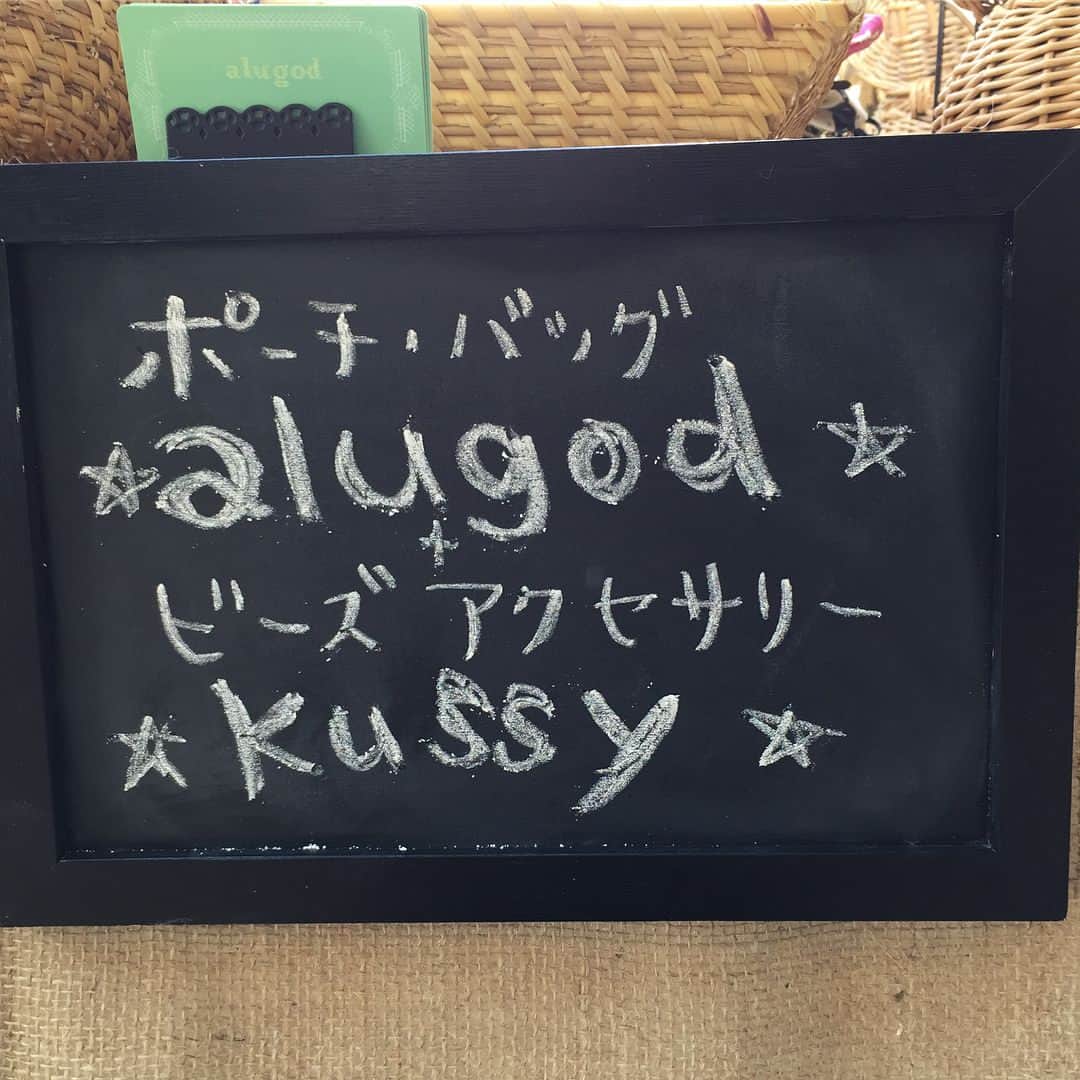 alugod
ポーチ・バッグ
☆alugod☆
+
ビーズアクセサリー
☆kussy☆